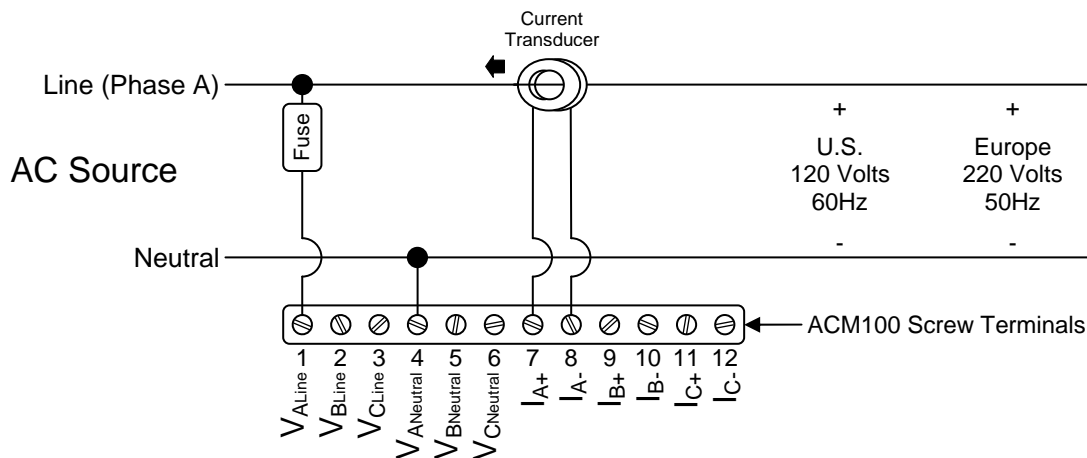 Current
Transducer
Line (Phase A)
Fuse
AC Source
+
U.S.
120 Volts
60Hz
-
+
Europe
220 Volts
50Hz
-
Neutral
ACM100 Screw Terminals
1 2 3 4 5 6 7 8 9 10 11 12
VALine
VBLine
VCLine
VANeutral
VBNeutral
VCNeutral
IA+
IA-
IB+
IB-
IC+
IC-